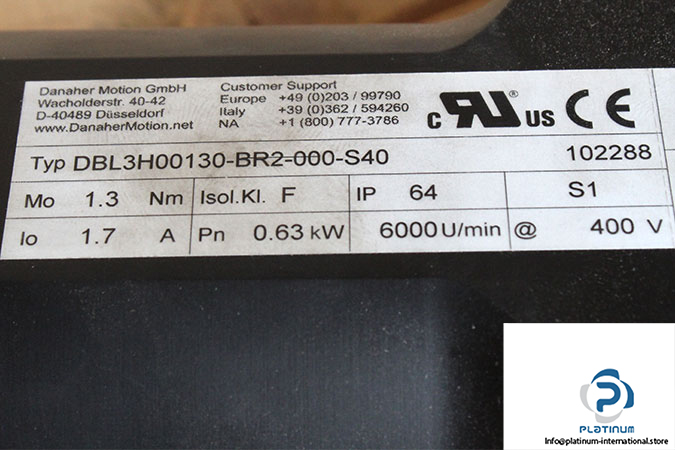 Danaher Motion GmbH
Wacholderstr. 40-42
D-40489 Düsseldorf
www.DanaherMotion.net
Customer Support
Europe +49 (0)203 / 99790
Italy +39 (0)362 / 594260
NA +1 (800) 777-3786
c RU® US CE
Typ DBL3H00130-BR2-000-S40 102288
Mo 1.3 Nm Isol.Kl. F IP 64 S1
Io 1.7 A Pn 0.63 kW 6000 U/min @ 400 V
PLATINUM
Info@platinum-international.store